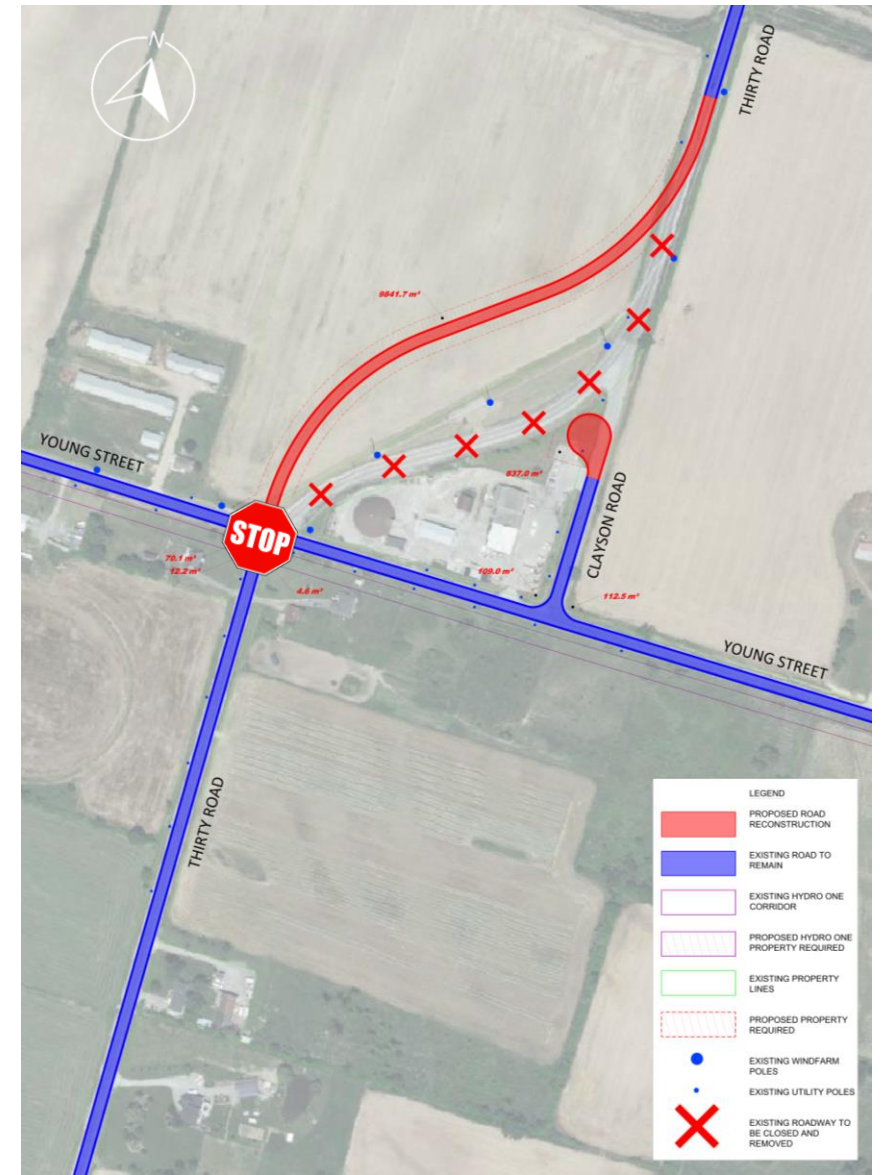 N
THIRTY ROAD
9841.7 m²
YOUNG STREET
STOP
837.0 m²
CLAYSON ROAD
70.1 m²
12.2 m²
109.0 m²
4.6 m²
112.5 m²
YOUNG STREET
THIRTY ROAD
LEGEND
PROPOSED ROAD
RECONSTRUCTION
EXISTING ROAD TO
REMAIN
EXISTING HYDRO ONE
CORRIDOR
PROPOSED HYDRO ONE
PROPERTY REQUIRED
EXISTING PROPERTY
LINES
PROPOSED PROPERTY
REQUIRED
EXISTING WINDFARM
POLES
EXISTING UTILITY POLES
EXISTING ROADWAY TO
BE CLOSED AND
REMOVED